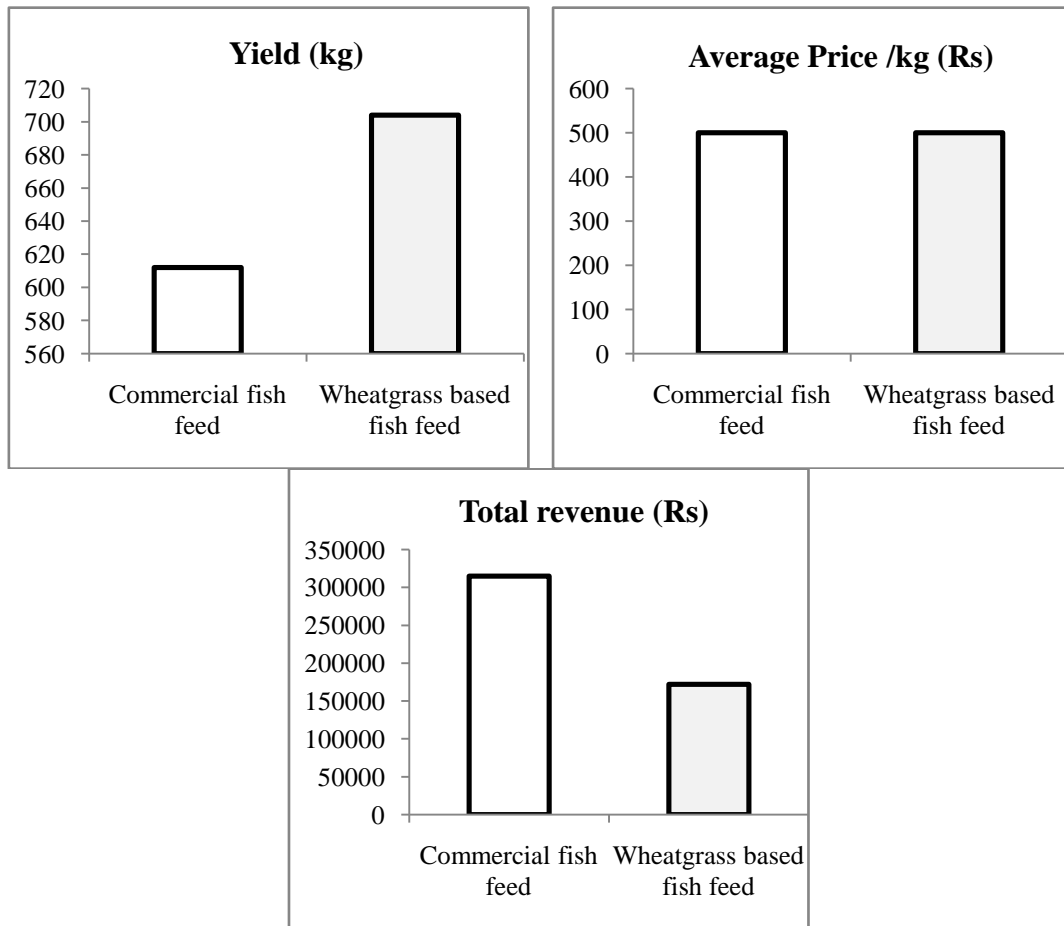 Yield (kg)
720
700
680
660
640
620
600
580
560
Commercial fish
feed
Wheatgrass based
fish feed
Average Price /kg (Rs)
600
500
400
300
200
100
0
Commercial fish
feed
Wheatgrass based
fish feed
Total revenue (Rs)
350000
300000
250000
200000
150000
100000
50000
0
Commercial fish
feed
Wheatgrass based
fish feed